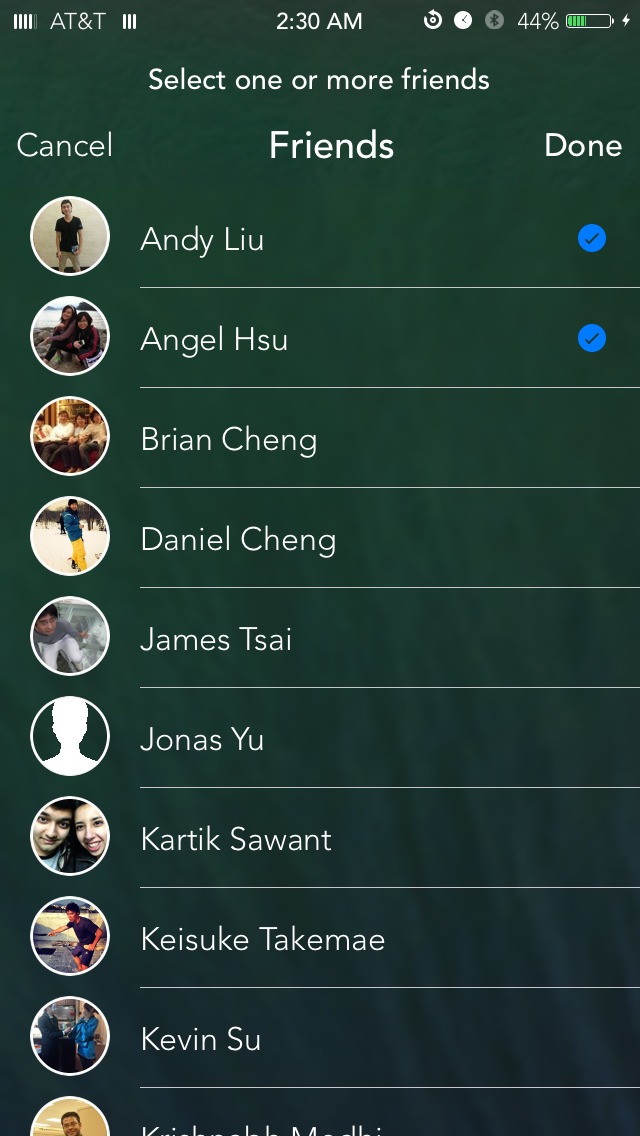 AT&T 2:30 AM 44%
Select one or more friends
Cancel Friends Done
Andy Liu
Angel Hsu
Brian Cheng
Daniel Cheng
James Tsai
Jonas Yu
Kartik Sawant
Keisuke Takemae
Kevin Su